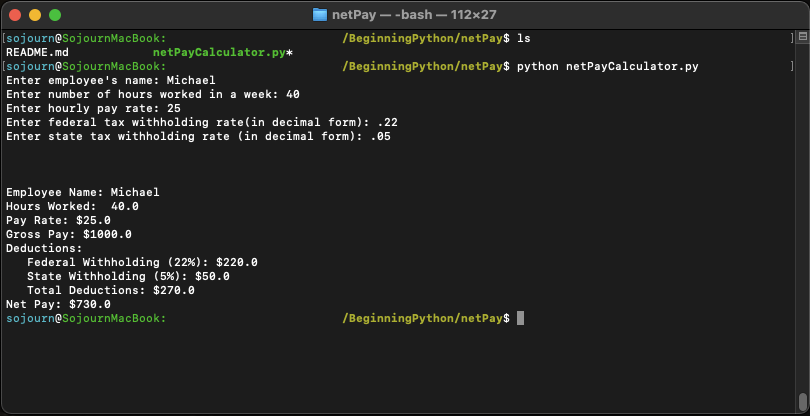 netPay — -bash — 112×27
[sojourn@SojournMacBook: /BeginningPython/netPay$ ls ]
README.md netPayCalculator.py*
[sojourn@SojournMacBook: /BeginningPython/netPay$ python netPayCalculator.py ]
Enter employee's name: Michael
Enter number of hours worked in a week: 40
Enter hourly pay rate: 25
Enter federal tax withholding rate(in decimal form): .22
Enter state tax withholding rate (in decimal form): .05
Employee Name: Michael
Hours Worked:  40.0
Pay Rate: $25.0
Gross Pay: $1000.0
Deductions:
   Federal Withholding (22%): $220.0
   State Withholding (5%): $50.0
   Total Deductions: $270.0
Net Pay: $730.0
sojourn@SojournMacBook: /BeginningPython/netPay$